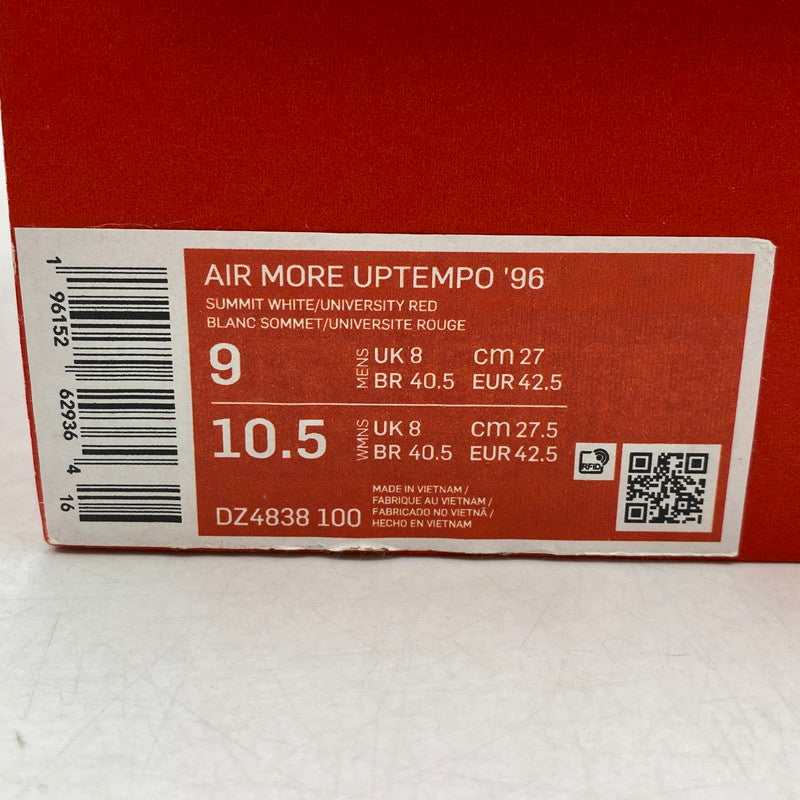 AIR MORE UPTEMPO '96
SUMMIT WHITE/UNIVERSITY RED
BLANC SOMMET/UNIVERSITE ROUGE
9 MENS UK 8 cm 27
BR 40.5 EUR 42.5
10.5 WMNS UK 8 cm 27.5
BR 40.5 EUR 42.5
RFID
DZ4838 100
MADE IN VIETNAM /
FABRIQUE AU VIETNAM /
FABRICADO NO VIETNÃ /
HECHO EN VIETNAM
1 96152 62936 4 16